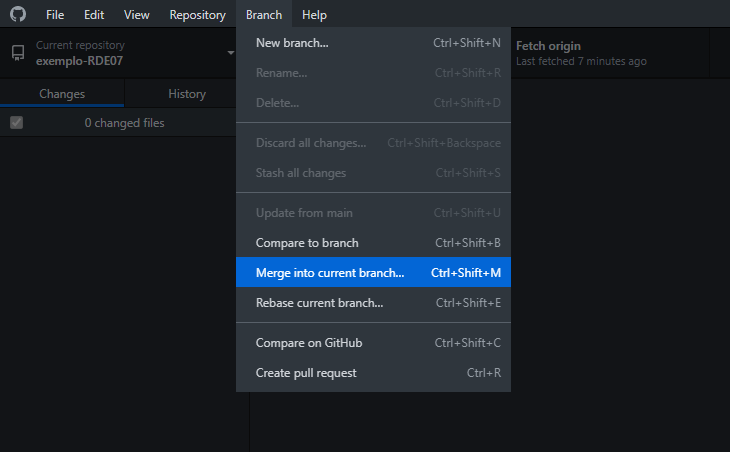 File Edit View Repository Branch Help
Current repository
exemplo-RDE07
Fetch origin
Last fetched 7 minutes ago
Changes History
0 changed files
New branch... Ctrl+Shift+N
Rename... Ctrl+Shift+R
Delete... Ctrl+Shift+D
Discard all changes... Ctrl+Shift+Backspace
Stash all changes Ctrl+Shift+S
Update from main Ctrl+Shift+U
Compare to branch Ctrl+Shift+B
Merge into current branch... Ctrl+Shift+M
Rebase current branch... Ctrl+Shift+E
Compare on GitHub Ctrl+Shift+C
Create pull request Ctrl+R